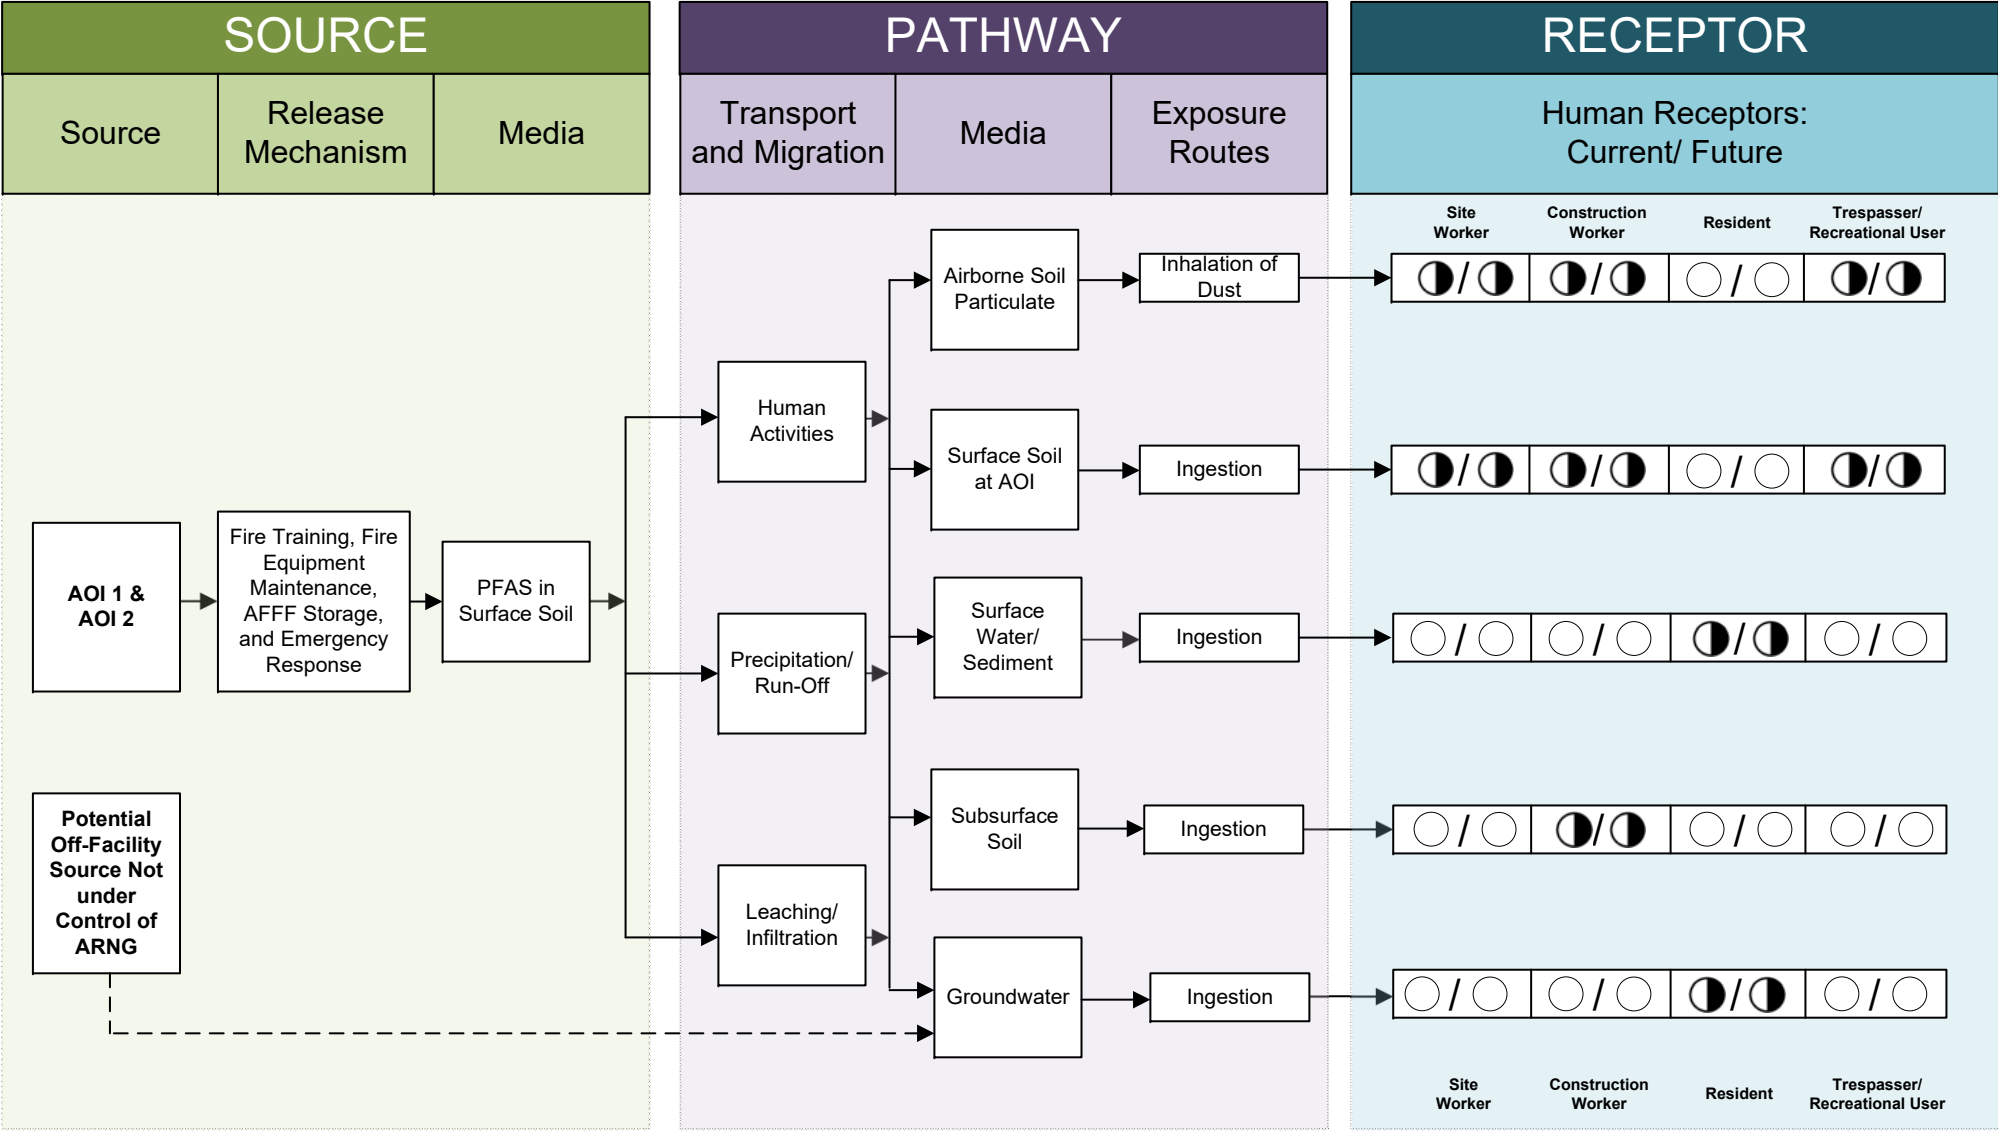 SOURCE
PATHWAY
RECEPTOR
Source
Release
Mechanism
Media
Transport
and Migration
Media
Exposure
Routes
Human Receptors:
Current/ Future
Site
Worker
Construction
Worker
Resident
Trespasser/
Recreational User
Airborne Soil
Particulate
Inhalation of
Dust
/
/
/
/
Human
Activities
Surface Soil
at AOI
Ingestion
/
/
/
/
AOI 1 &
AOI 2
Fire Training, Fire
Equipment
Maintenance,
AFFF Storage,
and Emergency
Response
PFAS in
Surface Soil
Precipitation/
Run-Off
Surface
Water/
Sediment
Ingestion
/
/
/
/
Potential
Off-Facility
Source Not
under
Control of
ARNG
Subsurface
Soil
Ingestion
/
/
/
/
Leaching/
Infiltration
Groundwater
Ingestion
/
/
/
/
Site
Worker
Construction
Worker
Resident
Trespasser/
Recreational User